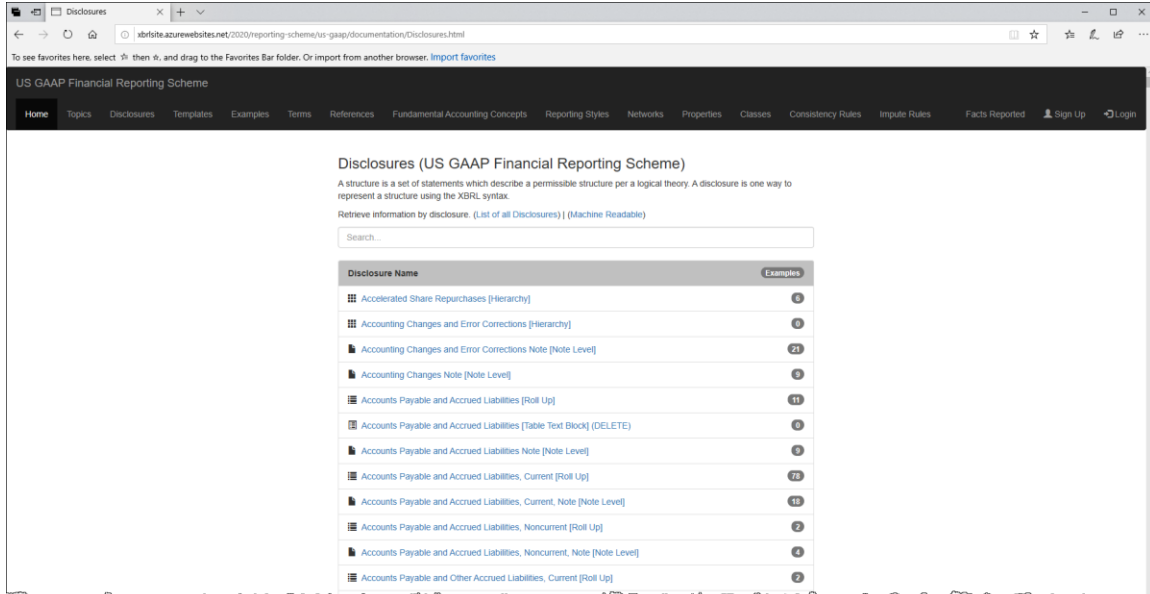 Disclosures
xbrlsite.azurewebsites.net/2020/reporting-scheme/us-gaap/documentation/Disclosures.html
To see favorites here, select then , and drag to the Favorites Bar folder. Or import from another browser. Import favorites
US GAAP Financial Reporting Scheme
Home Topics Disclosures Templates Examples Terms References Fundamental Accounting Concepts Reporting Styles Networks Properties Classes Consistency Rules Impute Rules Facts Reported Sign Up Login
Disclosures (US GAAP Financial Reporting Scheme)
A structure is a set of statements which describe a permissible structure per a logical theory. A disclosure is one way to
represent a structure using the XBRL syntax.
Retrieve information by disclosure. (List of all Disclosures) | (Machine Readable)
Search...
Disclosure Name Examples
Accelerated Share Repurchases [Hierarchy] 6
Accounting Changes and Error Corrections [Hierarchy] 0
Accounting Changes and Error Corrections Note [Note Level] 21
Accounting Changes Note [Note Level] 9
Accounts Payable and Accrued Liabilities [Roll Up] 11
Accounts Payable and Accrued Liabilities [Table Text Block] (DELETE) 0
Accounts Payable and Accrued Liabilities Note [Note Level] 9
Accounts Payable and Accrued Liabilities, Current [Roll Up] 78
Accounts Payable and Accrued Liabilities, Current, Note [Note Level] 18
Accounts Payable and Accrued Liabilities, Noncurrent [Roll Up] 2
Accounts Payable and Accrued Liabilities, Noncurrent, Note [Note Level] 4
Accounts Payable and Other Accrued Liabilities, Current [Roll Up] 2